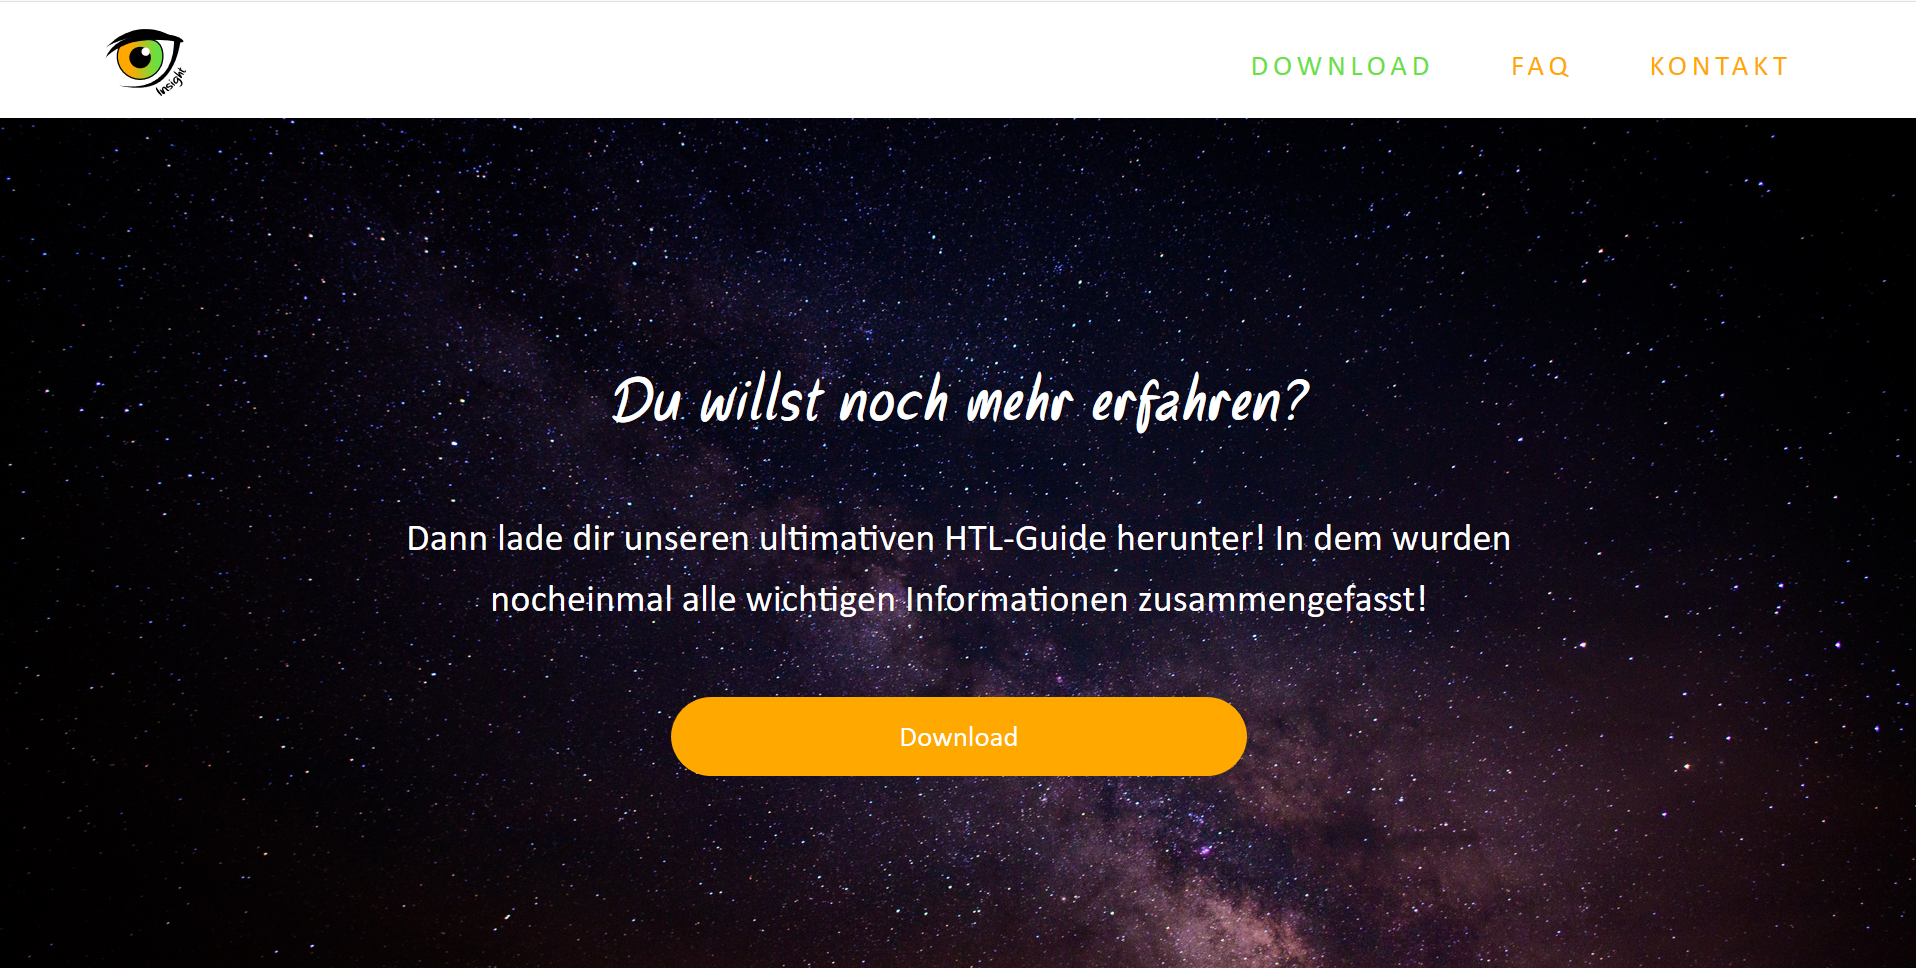 Insight
DOWNLOAD FAQ KONTAKT
Du willst noch mehr erfahren?
Dann lade dir unseren ultimativen HTL-Guide herunter! In dem wurden
nocheinmal alle wichtigen Informationen zusammengefasst!
Download